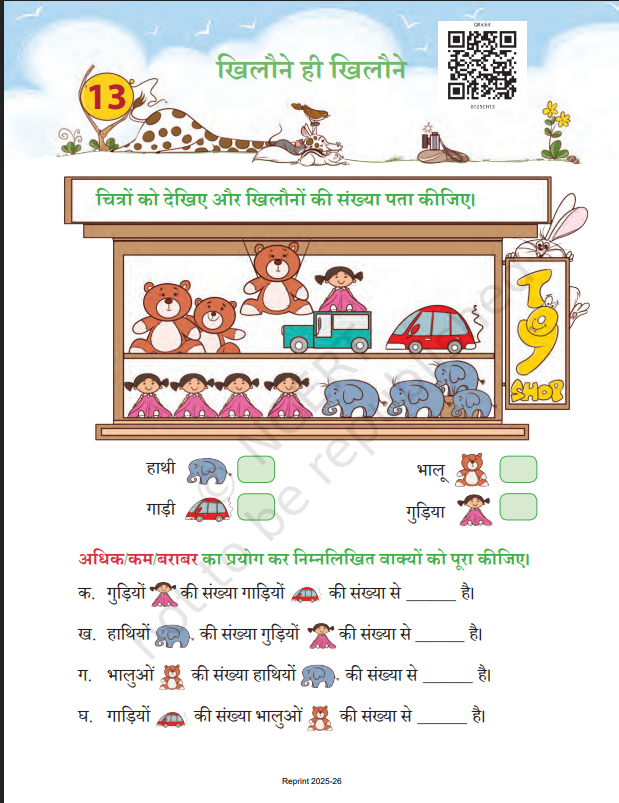 QRickit
0125CH13
खिलौने ही खिलौने
13
चित्रों को देखिए और खिलौनों की संख्या पता कीजिए।
TOY
SHOP
हाथी
भालू
गाड़ी
गुड़िया
अधिक/कम/बराबर का प्रयोग कर निम्नलिखित वाक्यों को पूरा कीजिए।
क. गुड़ियों की संख्या गाड़ियों की संख्या से ______ है।
ख. हाथियों की संख्या गुड़ियों की संख्या से ______ है।
ग. भालुओं की संख्या हाथियों की संख्या से ______ है।
घ. गाड़ियों की संख्या भालुओं की संख्या से ______ है।
© NCERT
not to be republished
Reprint 2025-26